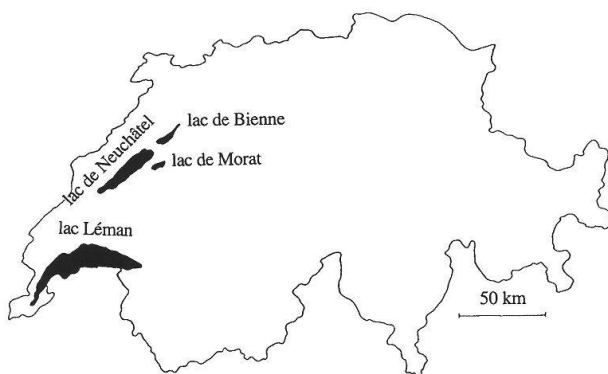 lac de Bienne
lac de Neuchâtel
lac de Morat
lac Léman
50 km